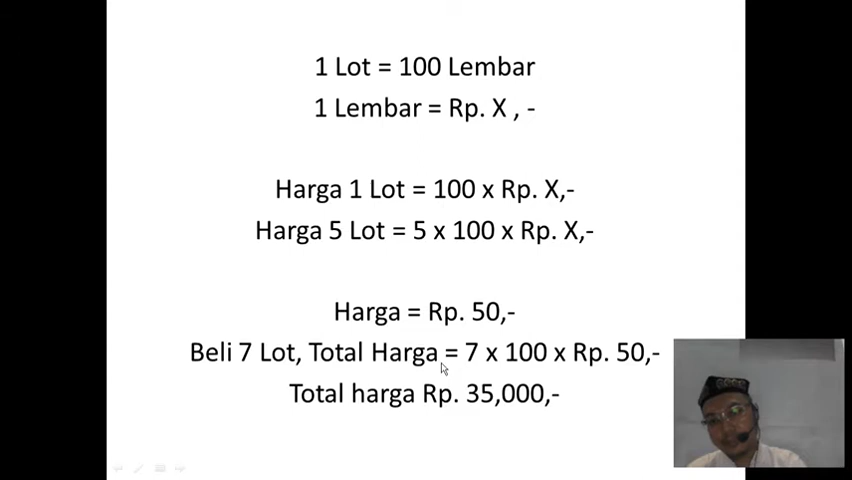 1 Lot = 100 Lembar
1 Lembar = Rp. X , -
Harga 1 Lot = 100 x Rp. X,-
Harga 5 Lot = 5 x 100 x Rp. X,-
Harga = Rp. 50,-
Beli 7 Lot, Total Harga = 7 x 100 x Rp. 50,-
Total harga Rp. 35,000,-